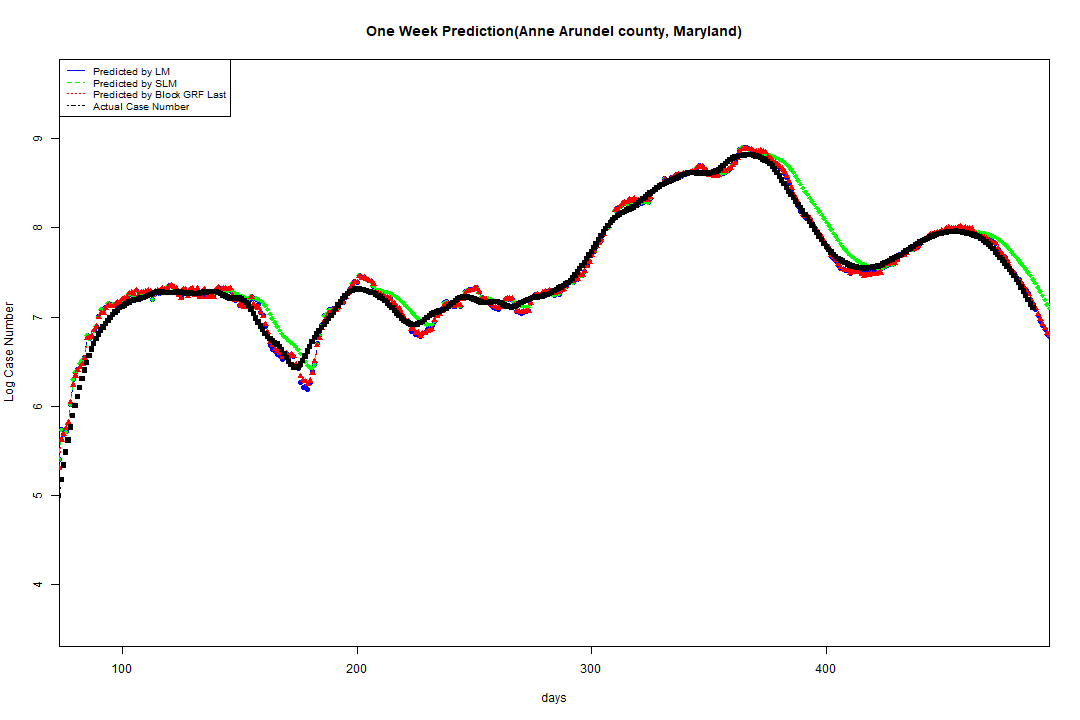 One Week Prediction(Anne Arundel county, Maryland)
Predicted by LM
Predicted by SLM
Predicted by Block GRF Last
Actual Case Number
9
8
7
6
5
4
Log Case Number
100 200 300 400
days